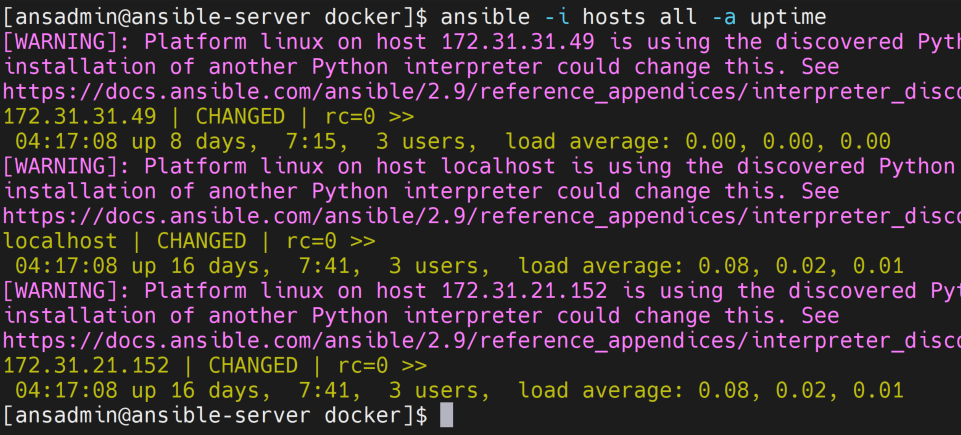 [ansadmin@ansible-server docker]$ ansible -i hosts all -a uptime
[WARNING]: Platform linux on host 172.31.31.49 is using the discovered
installation of another Python interpreter could change this. See
https://docs.ansible.com/ansible/2.9/reference_appendices/interpreter_disc
172.31.31.49 | CHANGED | rc=0 >>
 04:17:08 up 8 days,  7:15,  3 users,  load average: 0.00, 0.00, 0.00
[WARNING]: Platform linux on host localhost is using the discovered Python
installation of another Python interpreter could change this. See
https://docs.ansible.com/ansible/2.9/reference_appendices/interpreter_disc
localhost | CHANGED | rc=0 >>
 04:17:08 up 16 days,  7:41,  3 users,  load average: 0.08, 0.02, 0.01
[WARNING]: Platform linux on host 172.31.21.152 is using the discovered
installation of another Python interpreter could change this. See
https://docs.ansible.com/ansible/2.9/reference_appendices/interpreter_disc
172.31.21.152 | CHANGED | rc=0 >>
 04:17:08 up 16 days,  7:41,  3 users,  load average: 0.08, 0.02, 0.01
[ansadmin@ansible-server docker]$